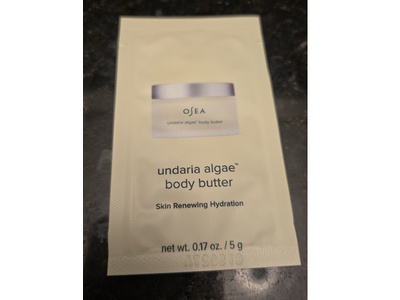 OSEA
undaria algae™ body butter
undaria algae™
body butter
Skin Renewing Hydration
net wt. 0.17 oz. / 5 g